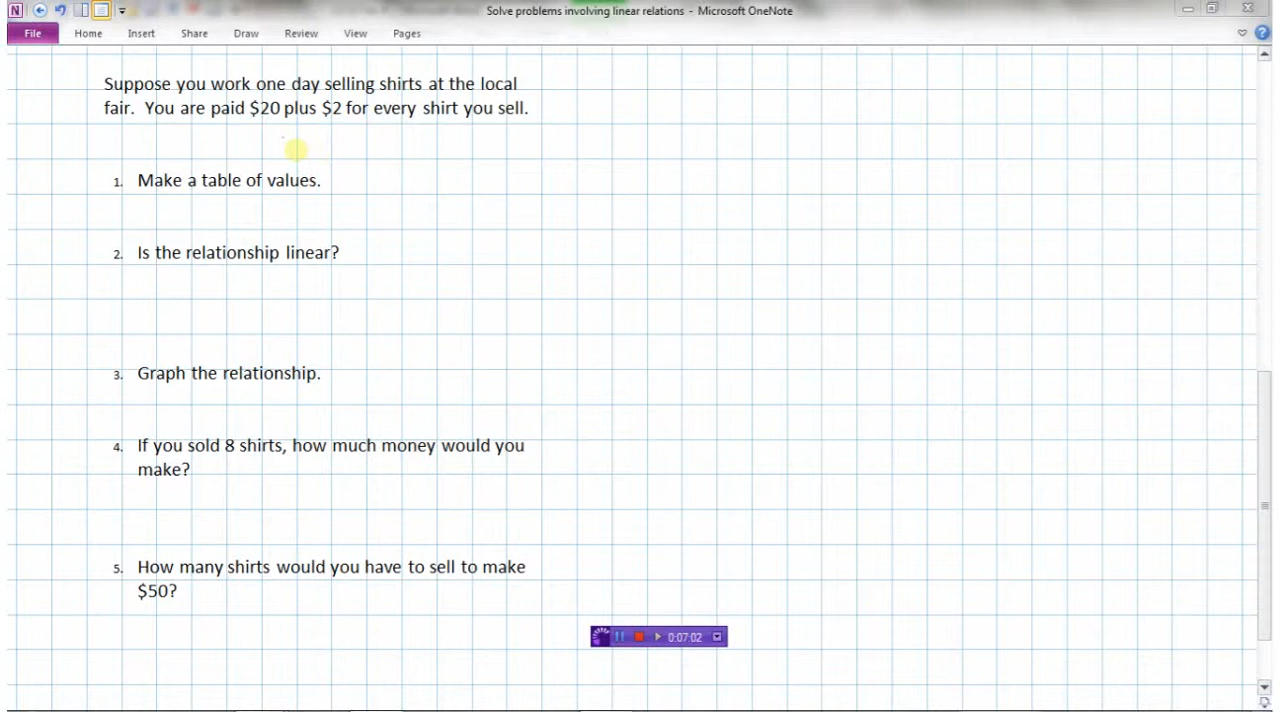 Solve problems involving linear relations - Microsoft OneNote
File Home Insert Share Draw Review View Pages
Suppose you work one day selling shirts at the local
fair. You are paid $20 plus $2 for every shirt you sell.
1. Make a table of values.
2. Is the relationship linear?
3. Graph the relationship.
4. If you sold 8 shirts, how much money would you
make?
5. How many shirts would you have to sell to make
$50?
0:07:02